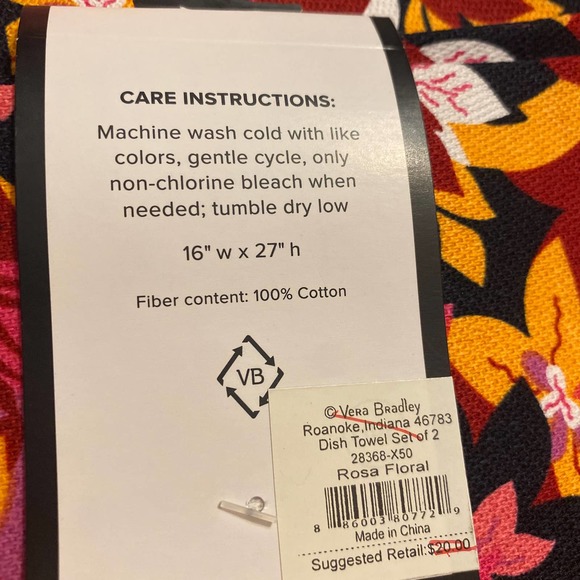 CARE INSTRUCTIONS:
Machine wash cold with like
colors, gentle cycle, only
non-chlorine bleach when
needed; tumble dry low
16" w x 27" h
Fiber content: 100% Cotton
VB
© Vera Bradley
Roanoke, Indiana 46783
Dish Towel Set of 2
28368-X50
Rosa Floral
8 86003 80772 9
Made in China
Suggested Retail: $20.00